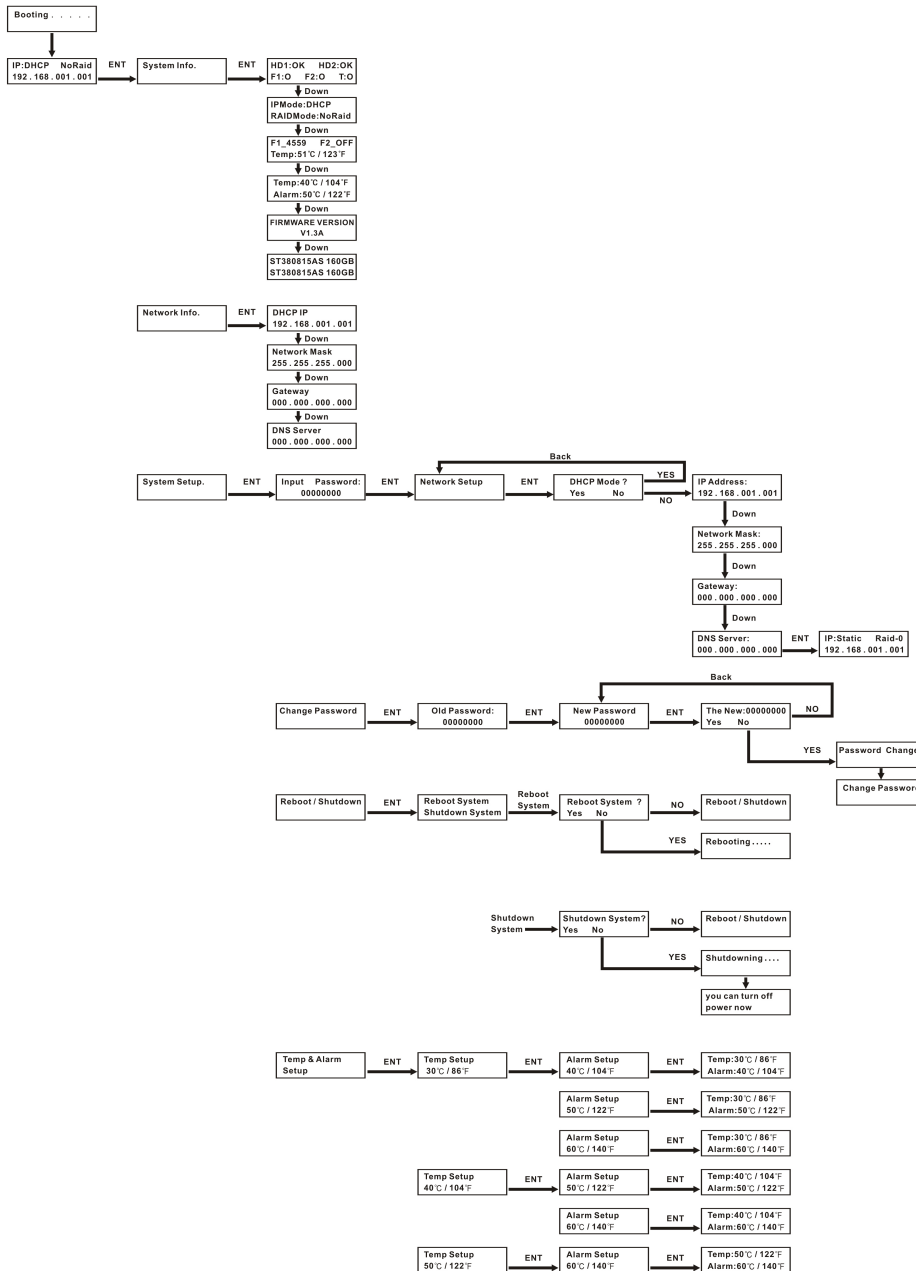 Booting . . . . .
IP:DHCP NoRaid
192 . 168 . 001 . 001
ENT
System Info.
ENT
HD1:OK HD2:OK
F1:O F2:O T:O
Down
IPMode:DHCP
RAIDMode:NoRaid
Down
F1_4559 F2_OFF
Temp:51℃ / 123℉
Down
Temp:40℃ / 104℉
Alarm:50℃ / 122℉
Down
FIRMWARE VERSION
V1.3A
Down
ST380815AS 160GB
ST380815AS 160GB
Network Info.
ENT
DHCP IP
192 . 168 . 001 . 001
Down
Network Mask
255 . 255 . 255 . 000
Down
Gateway
000 . 000 . 000 . 000
Down
DNS Server
000 . 000 . 000 . 000
System Setup.
ENT
Input Password:
00000000
ENT
Network Setup
ENT
DHCP Mode ?
Yes No
Back
YES
NO
IP Address:
192 . 168 . 001 . 001
Down
Network Mask:
255 . 255 . 255 . 000
Down
Gateway:
000 . 000 . 000 . 000
Down
DNS Server:
000 . 000 . 000 . 000
ENT
IP:Static Raid-0
192 . 168 . 001 . 001
Change Password
ENT
Old Password:
00000000
ENT
New Password
00000000
ENT
The New:00000000
Yes No
Back
NO
YES
Password Change
Change Password
Reboot / Shutdown
ENT
Reboot System
Shutdown System
Reboot
System
Reboot System ?
Yes No
NO
Reboot / Shutdown
YES
Rebooting . . . . .
Shutdown
System
Shutdown System?
Yes No
NO
Reboot / Shutdown
YES
Shutdowning . . . .
you can turn off
power now
Temp & Alarm
Setup
ENT
Temp Setup
30℃ / 86℉
ENT
Alarm Setup
40℃ / 104℉
ENT
Temp:30℃ / 86℉
Alarm:40℃ / 104℉
Alarm Setup
50℃ / 122℉
ENT
Temp:30℃ / 86℉
Alarm:50℃ / 122℉
Alarm Setup
60℃ / 140℉
ENT
Temp:30℃ / 86℉
Alarm:60℃ / 140℉
Temp Setup
40℃ / 104℉
ENT
Alarm Setup
50℃ / 122℉
ENT
Temp:40℃ / 104℉
Alarm:50℃ / 122℉
Alarm Setup
60℃ / 140℉
ENT
Temp:40℃ / 104℉
Alarm:60℃ / 140℉
Temp Setup
50℃ / 122℉
ENT
Alarm Setup
60℃ / 140℉
ENT
Temp:50℃ / 122℉
Alarm:60℃ / 140℉